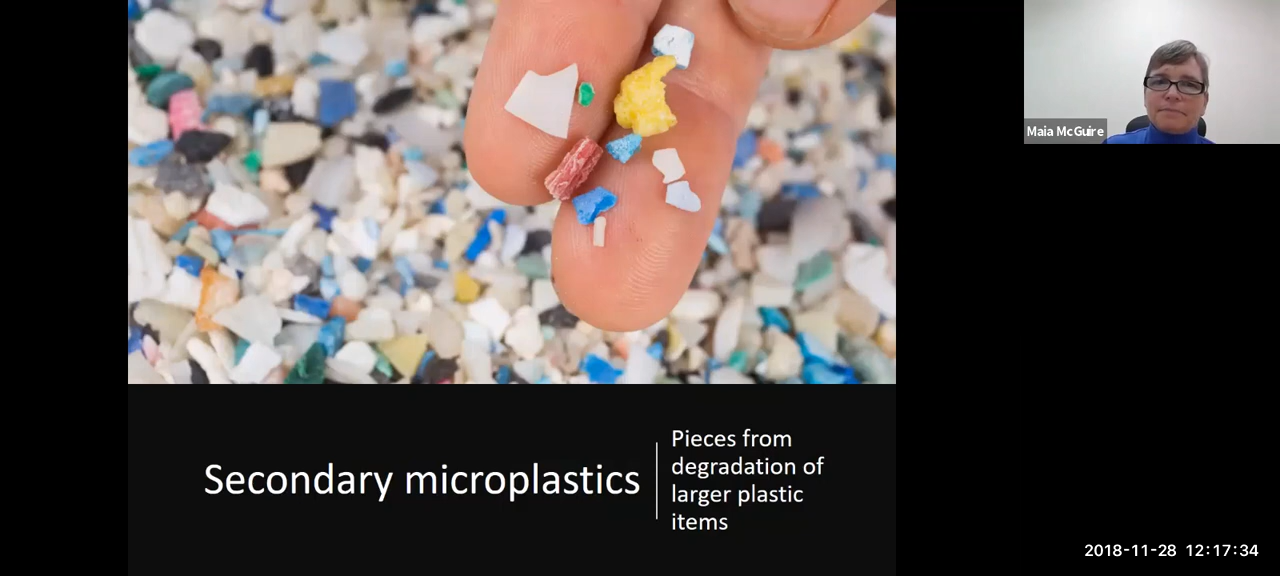 Maia McGuire
Secondary microplastics
Pieces from
degradation of
larger plastic
items
2018-11-28 12:17:34